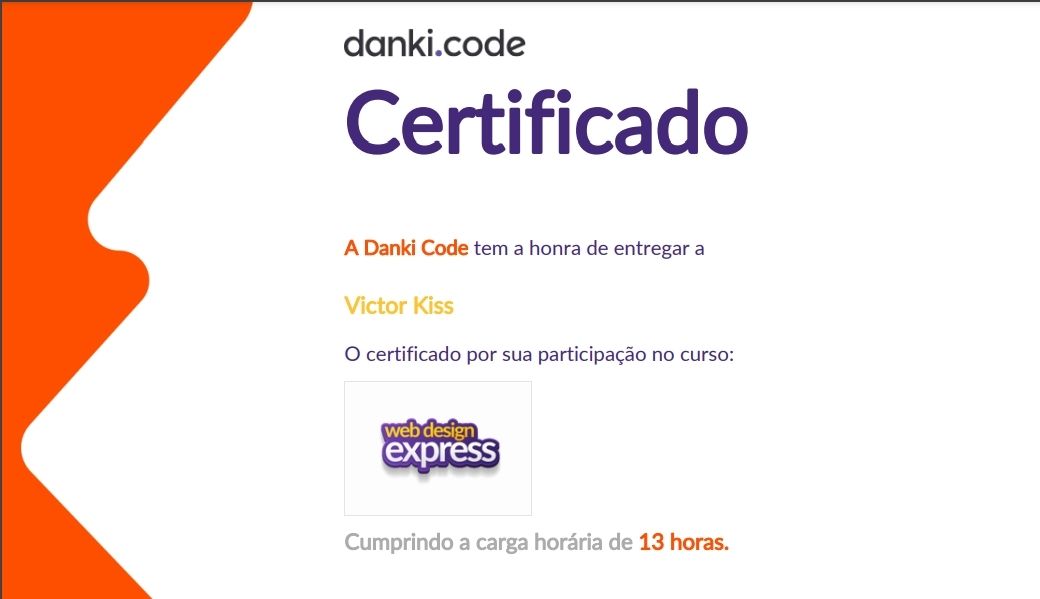 danki.code
Certificado
A Danki Code tem a honra de entregar a
Victor Kiss
O certificado por sua participação no curso:
web design
express
Cumprindo a carga horária de 13 horas.